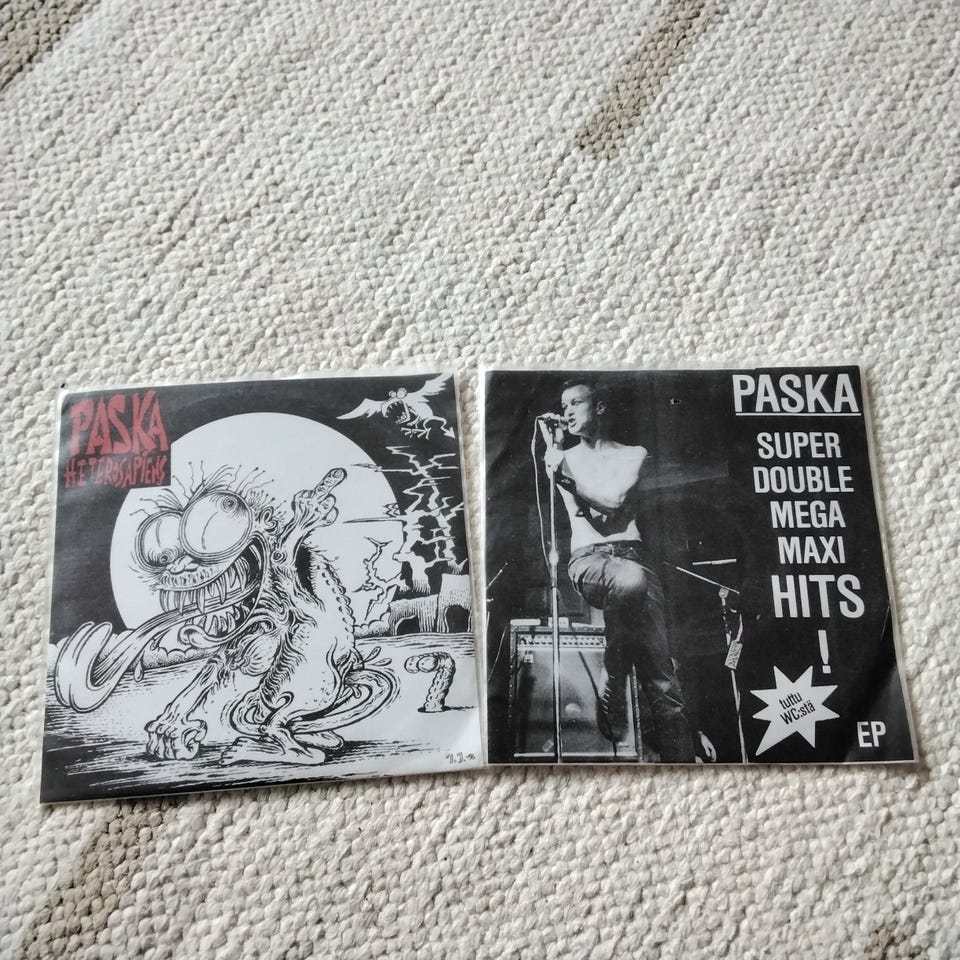 PASKA
HETEROSAPIENS
PASKA
SUPER
DOUBLE
MEGA
MAXI
HITS
!
tuttu
WC:stä
EP